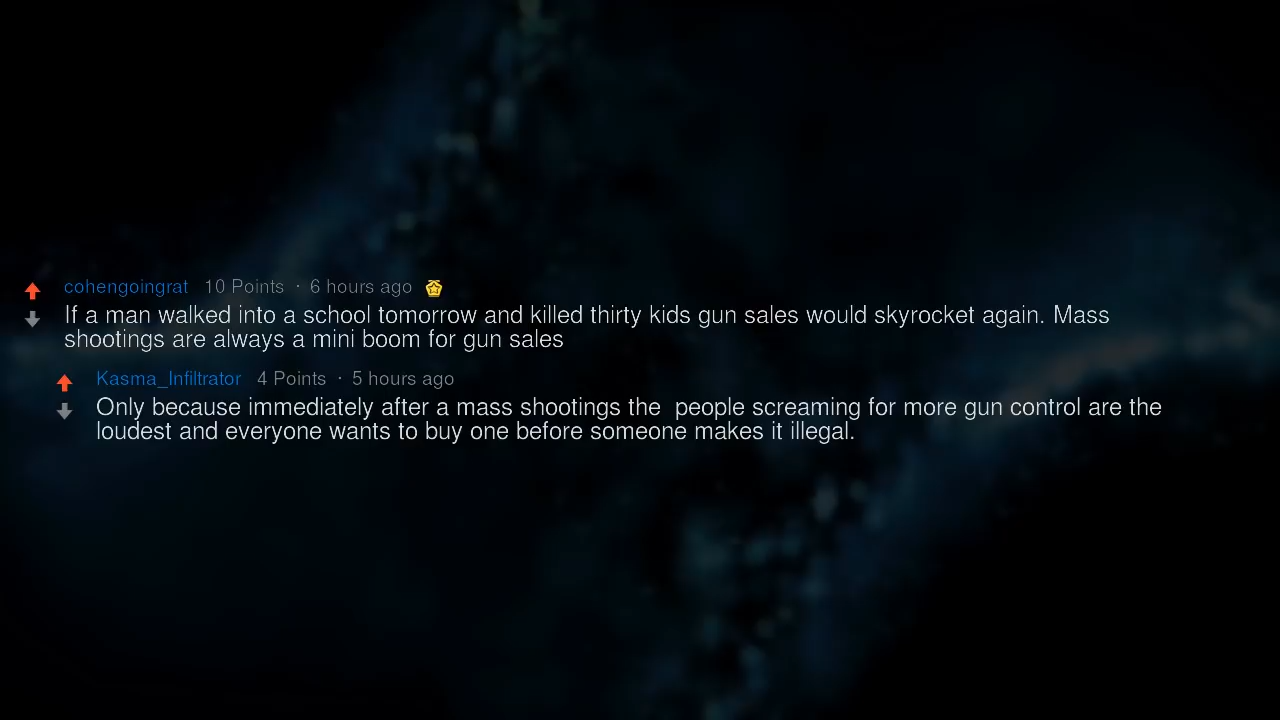 cohengoingrat 10 Points · 6 hours ago
If a man walked into a school tomorrow and killed thirty kids gun sales would skyrocket again. Mass
shootings are always a mini boom for gun sales
Kasma_Infiltrator 4 Points · 5 hours ago
Only because immediately after a mass shootings the  people screaming for more gun control are the
loudest and everyone wants to buy one before someone makes it illegal.